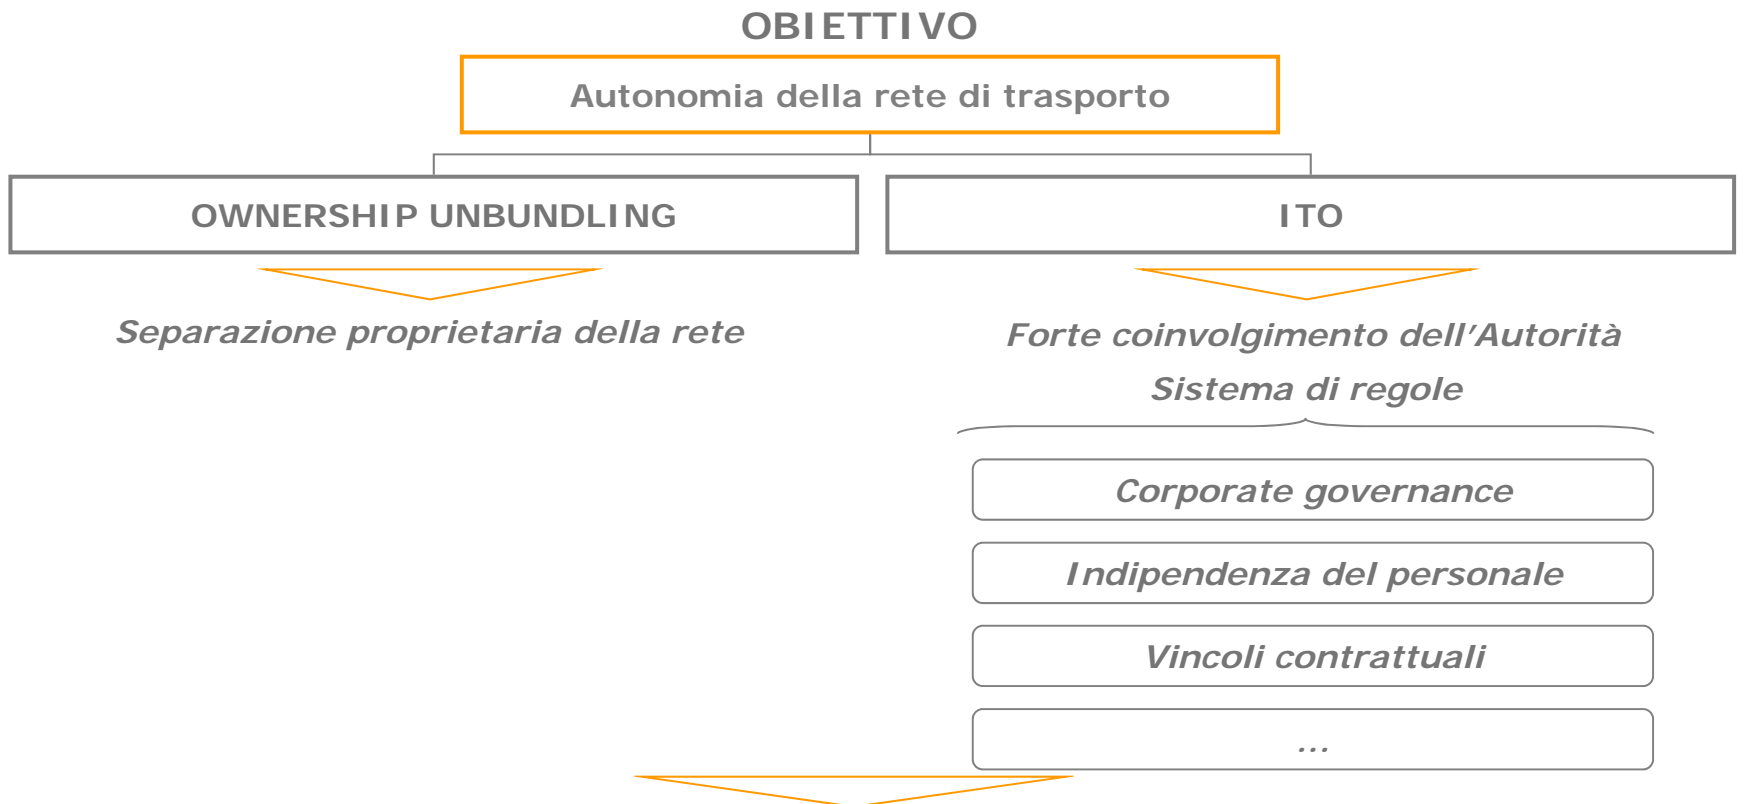 OBIETTIVO
Autonomia della rete di trasporto
OWNERSHIP UNBUNDLING
ITO
Separazione proprietaria della rete
Forte coinvolgimento dell'Autorità
Sistema di regole
Corporate governance
Indipendenza del personale
Vincoli contrattuali
...